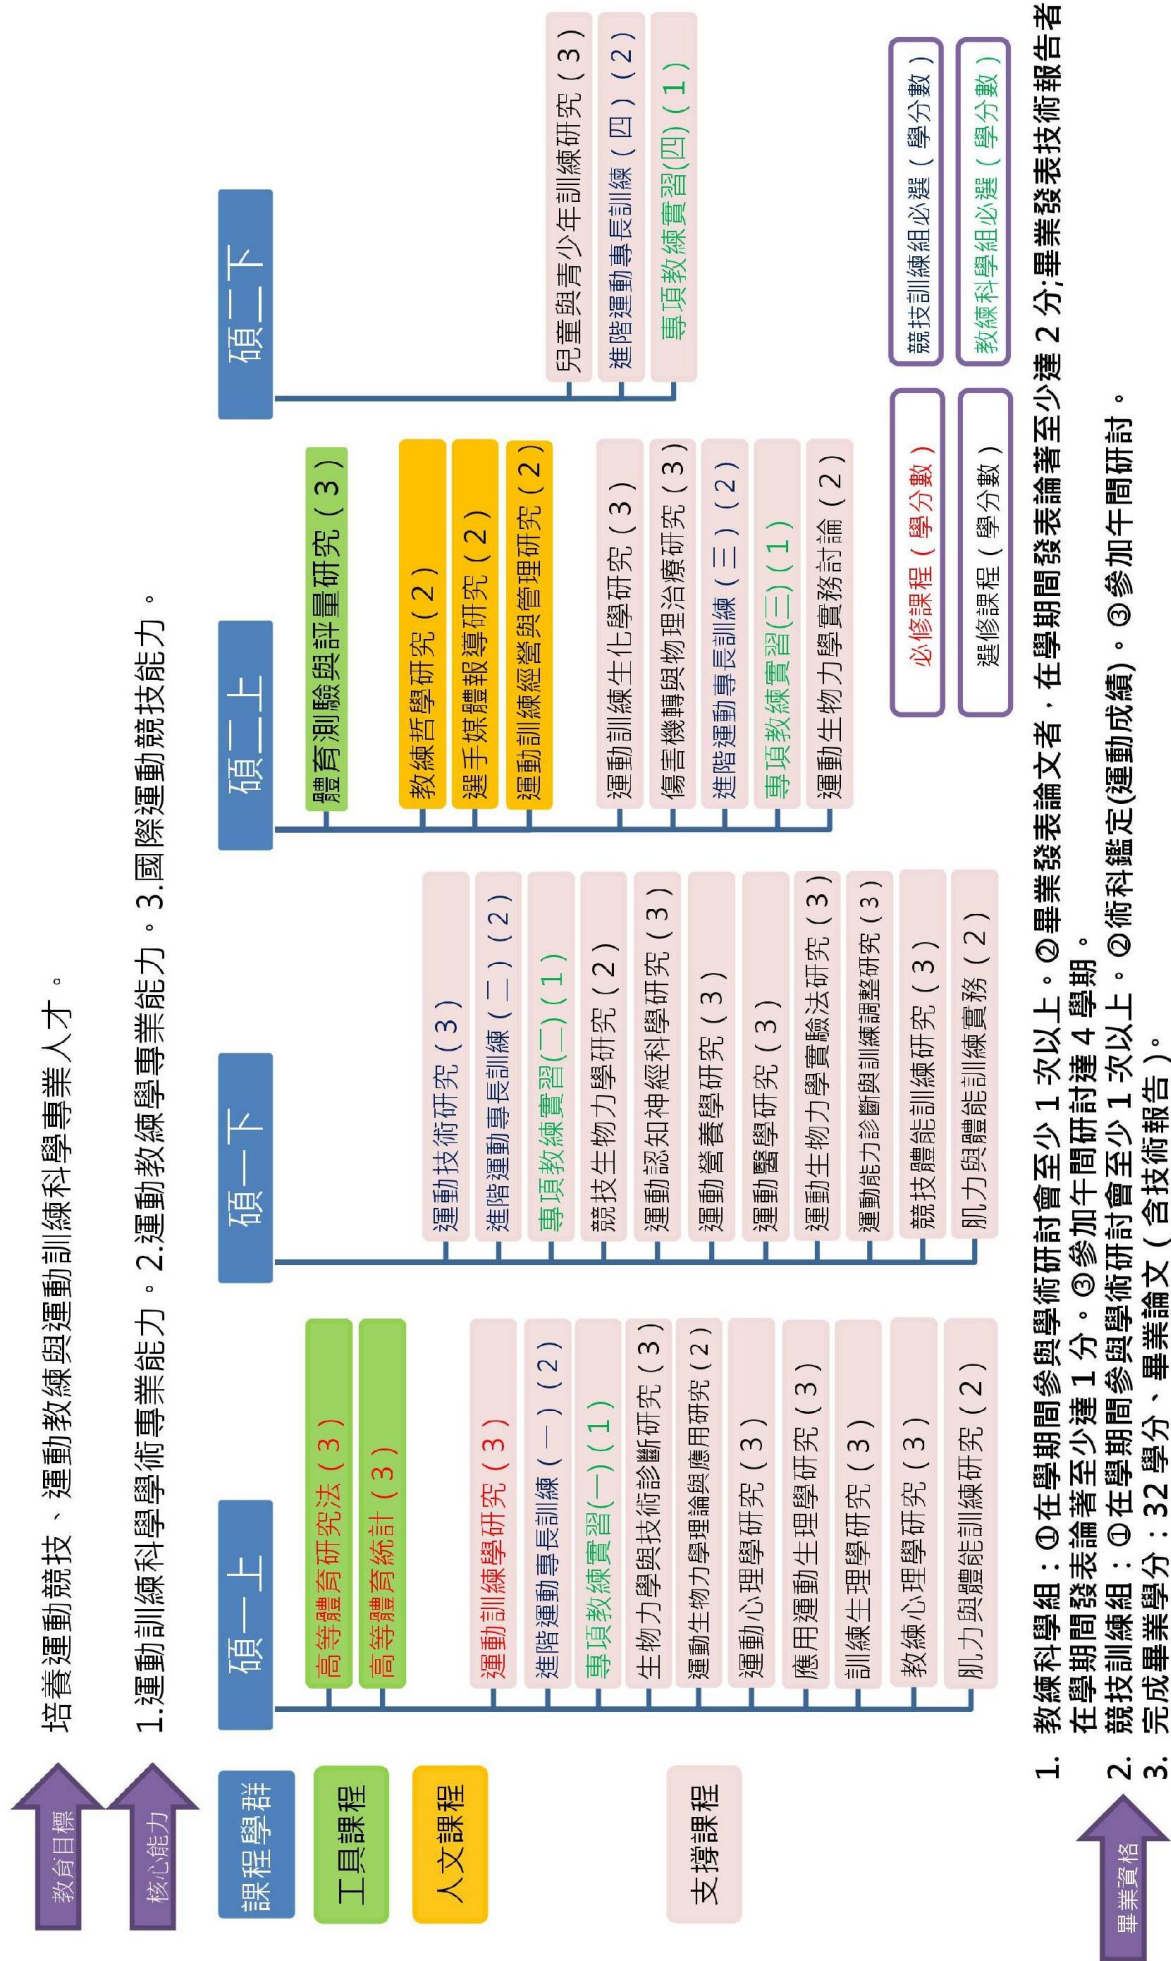 教育目標
培養運動競技、運動教練與運動訓練科學專業人才。
核心能力
1.運動訓練科學學術專業能力。2.運動教練學專業能力。3.國際運動競技能力。
課程學群
碩一上
碩一下
碩二上
碩二下
工具課程
高等體育研究法(3)
高等體育統計(3)
體育測驗與評量研究(3)
人文課程
教練哲學研究(2)
選手媒體報導研究(2)
運動訓練經營與管理研究(2)
支撐課程
運動訓練學研究(3)
進階運動專長訓練(一)(2)
專項教練實習(一)(1)
生物力學與技術診斷研究(3)
運動生物力學理論與應用研究(2)
運動心理學研究(3)
應用運動生理學研究(3)
訓練生理學研究(3)
教練心理學研究(3)
肌力與體能訓練研究(2)
運動技術研究(3)
進階運動專長訓練(二)(2)
專項教練實習(二)(1)
競技生物力學研究(2)
運動認知神經科學研究(3)
運動營養學研究(3)
運動醫學研究(3)
運動生物力學實驗法研究(3)
運動能力診斷與訓練調整研究(3)
競技體能訓練研究(3)
肌力與體能訓練實務(2)
運動訓練生化學研究(3)
傷害機轉與物理治療研究(3)
進階運動專長訓練(三)(2)
專項教練實習(三)(1)
運動生物力學實務討論(2)
兒童與青少年訓練研究(3)
進階運動專長訓練(四)(2)
專項教練實習(四)(1)
必修課程(學分數)
競技訓練組必選(學分數)
選修課程(學分數)
教練科學組必選(學分數)
畢業資格
1. 教練科學組:①在學期間參與學術研討會至少1次以上。②畢業發表論文者,在學期間發表論著至少達2分;畢業發表技術報告者
在學期間發表論著至少達1分。③參加午間研討達4學期。
2. 競技訓練組:①在學期間參與學術研討會至少1次以上。②術科鑑定(運動成績)。③參加午間研討。
3. 完成畢業學分:32學分、畢業論文(含技術報告)。